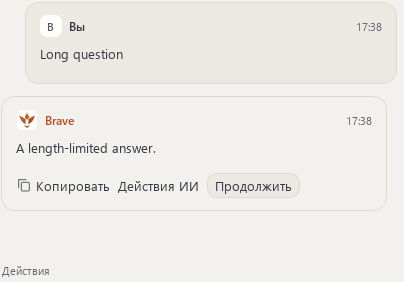 В Вы 17:38
Long question
Brave 17:38
A length-limited answer.
Копировать Действия ИИ Продолжить
Действия